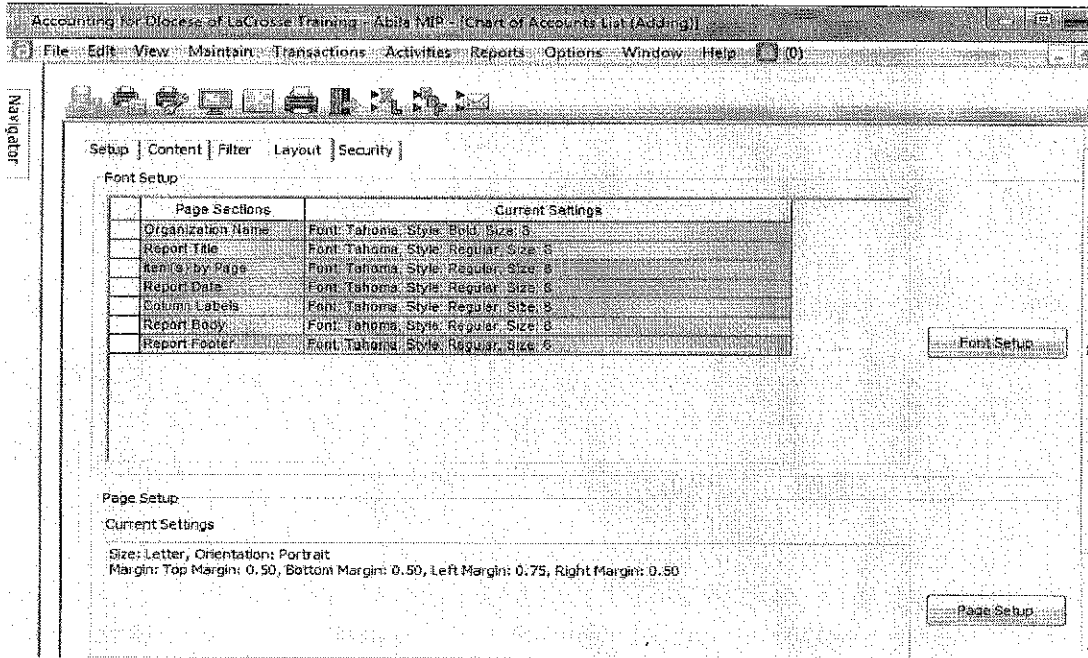 Accounting for Diocese of LaCrosse Training - Abila MIP - [Chart of Accounts List (Adding)]
File Edit View Maintain Transactions Activities Reports Options Window Help (0)
Navigator
Setup Content Filter Layout Security
Font Setup
Page Sections Current Settings
Organization Name Font: Tahoma, Style: Bold, Size: 8
Report Title Font: Tahoma, Style: Regular, Size: 8
Item(s) by Page Font: Tahoma, Style: Regular, Size: 8
Report Date Font: Tahoma, Style: Regular, Size: 8
Column Labels Font: Tahoma, Style: Regular, Size: 8
Report Body Font: Tahoma, Style: Regular, Size: 8
Report Footer Font: Tahoma, Style: Regular, Size: 8
Font Setup
Page Setup
Current Settings
Size: Letter, Orientation: Portrait
Margin: Top Margin: 0.50, Bottom Margin: 0.50, Left Margin: 0.75, Right Margin: 0.50
Page Setup